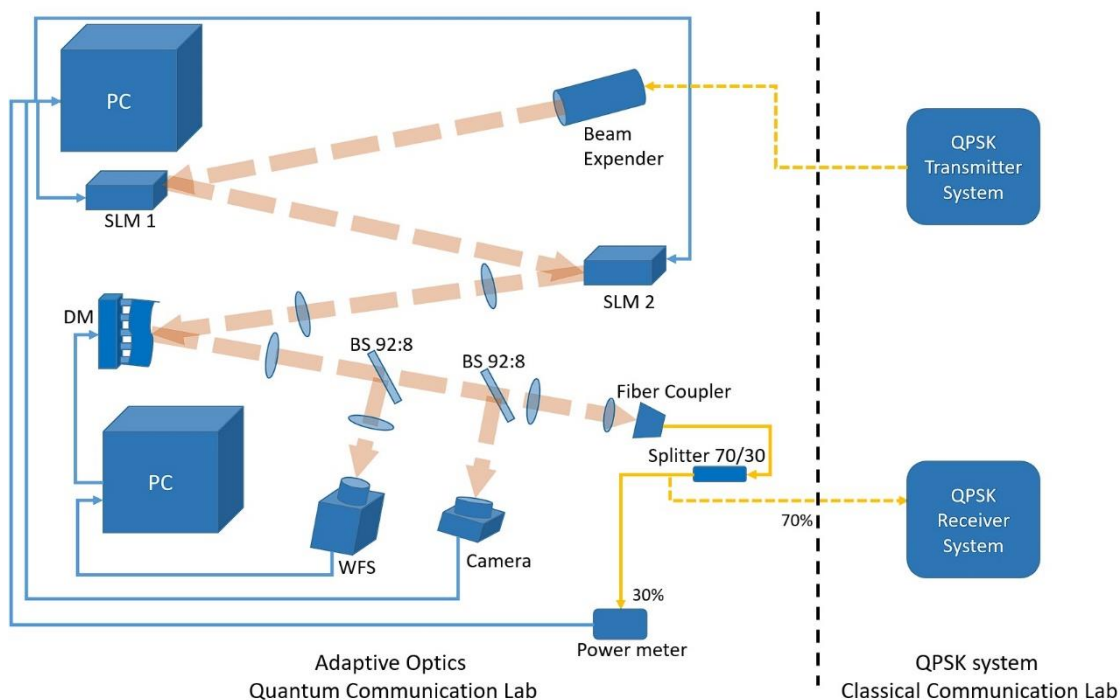 PC
Beam
Expender
QPSK
Transmitter
System
SLM 1
SLM 2
DM
BS 92:8
BS 92:8
Fiber Coupler
Splitter 70/30
PC
QPSK
Receiver
System
70%
WFS
Camera
30%
Power meter
Adaptive Optics
Quantum Communication Lab
QPSK system
Classical Communication Lab